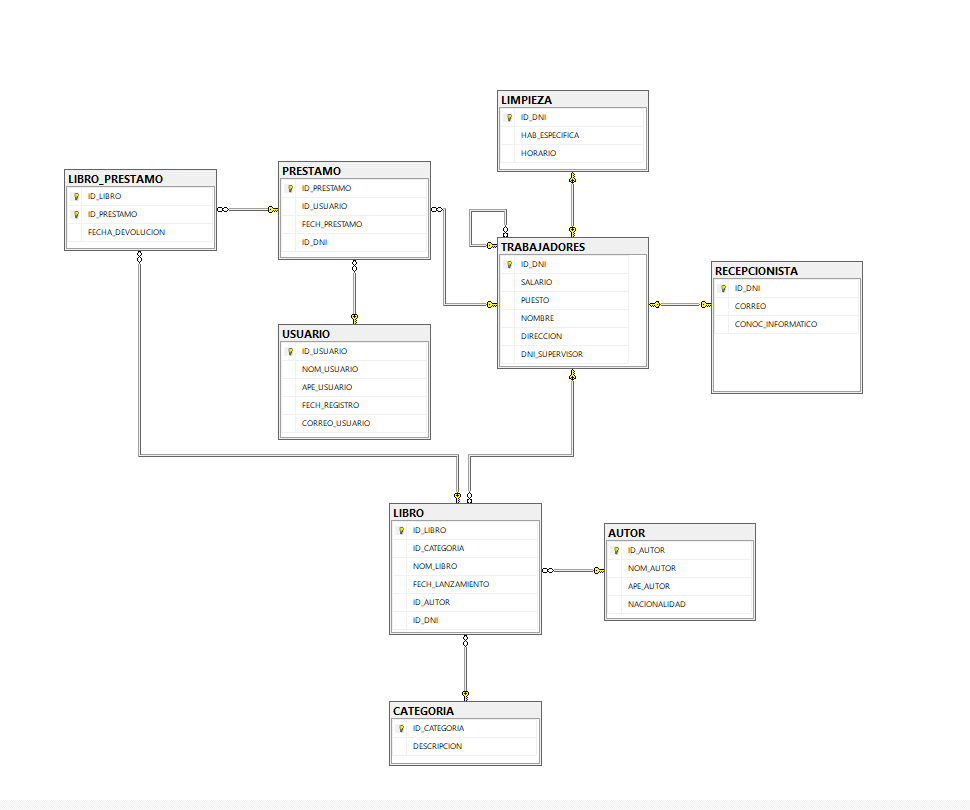 LIMPIEZA
ID_DNI
HAB_ESPECIFICA
HORARIO
LIBRO_PRESTAMO
ID_LIBRO
ID_PRESTAMO
FECHA_DEVOLUCION
PRESTAMO
ID_PRESTAMO
ID_USUARIO
FECH_PRESTAMO
ID_DNI
TRABAJADORES
ID_DNI
SALARIO
PUESTO
NOMBRE
DIRECCION
DNI_SUPERVISOR
RECEPCIONISTA
ID_DNI
CORREO
CONOC_INFORMATICO
USUARIO
ID_USUARIO
NOM_USUARIO
APE_USUARIO
FECH_REGISTRO
CORREO_USUARIO
LIBRO
ID_LIBRO
ID_CATEGORIA
NOM_LIBRO
FECH_LANZAMIENTO
ID_AUTOR
ID_DNI
AUTOR
ID_AUTOR
NOM_AUTOR
APE_AUTOR
NACIONALIDAD
CATEGORIA
ID_CATEGORIA
DESCRIPCION